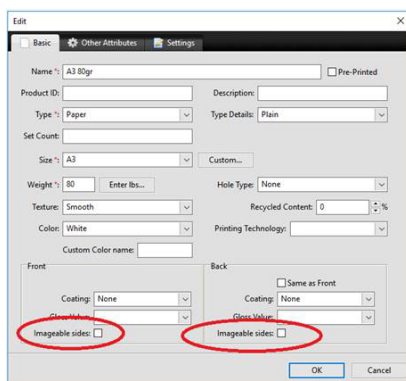 Edit
Basic Other Attributes Settings
Name *: A3 80gr Pre-Printed
Product ID: Description:
Type *: Paper Type Details: Plain
Set Count:
Size *: A3 Custom...
Weight *: 80 Enter lbs... Hole Type: None
Texture: Smooth Recycled Content: 0 %
Color: White Printing Technology:
Custom Color name:
Front Back
Same as Front
Coating: None Coating: None
Gloss Value: Gloss Value:
Imageable sides: Imageable sides:
OK Cancel